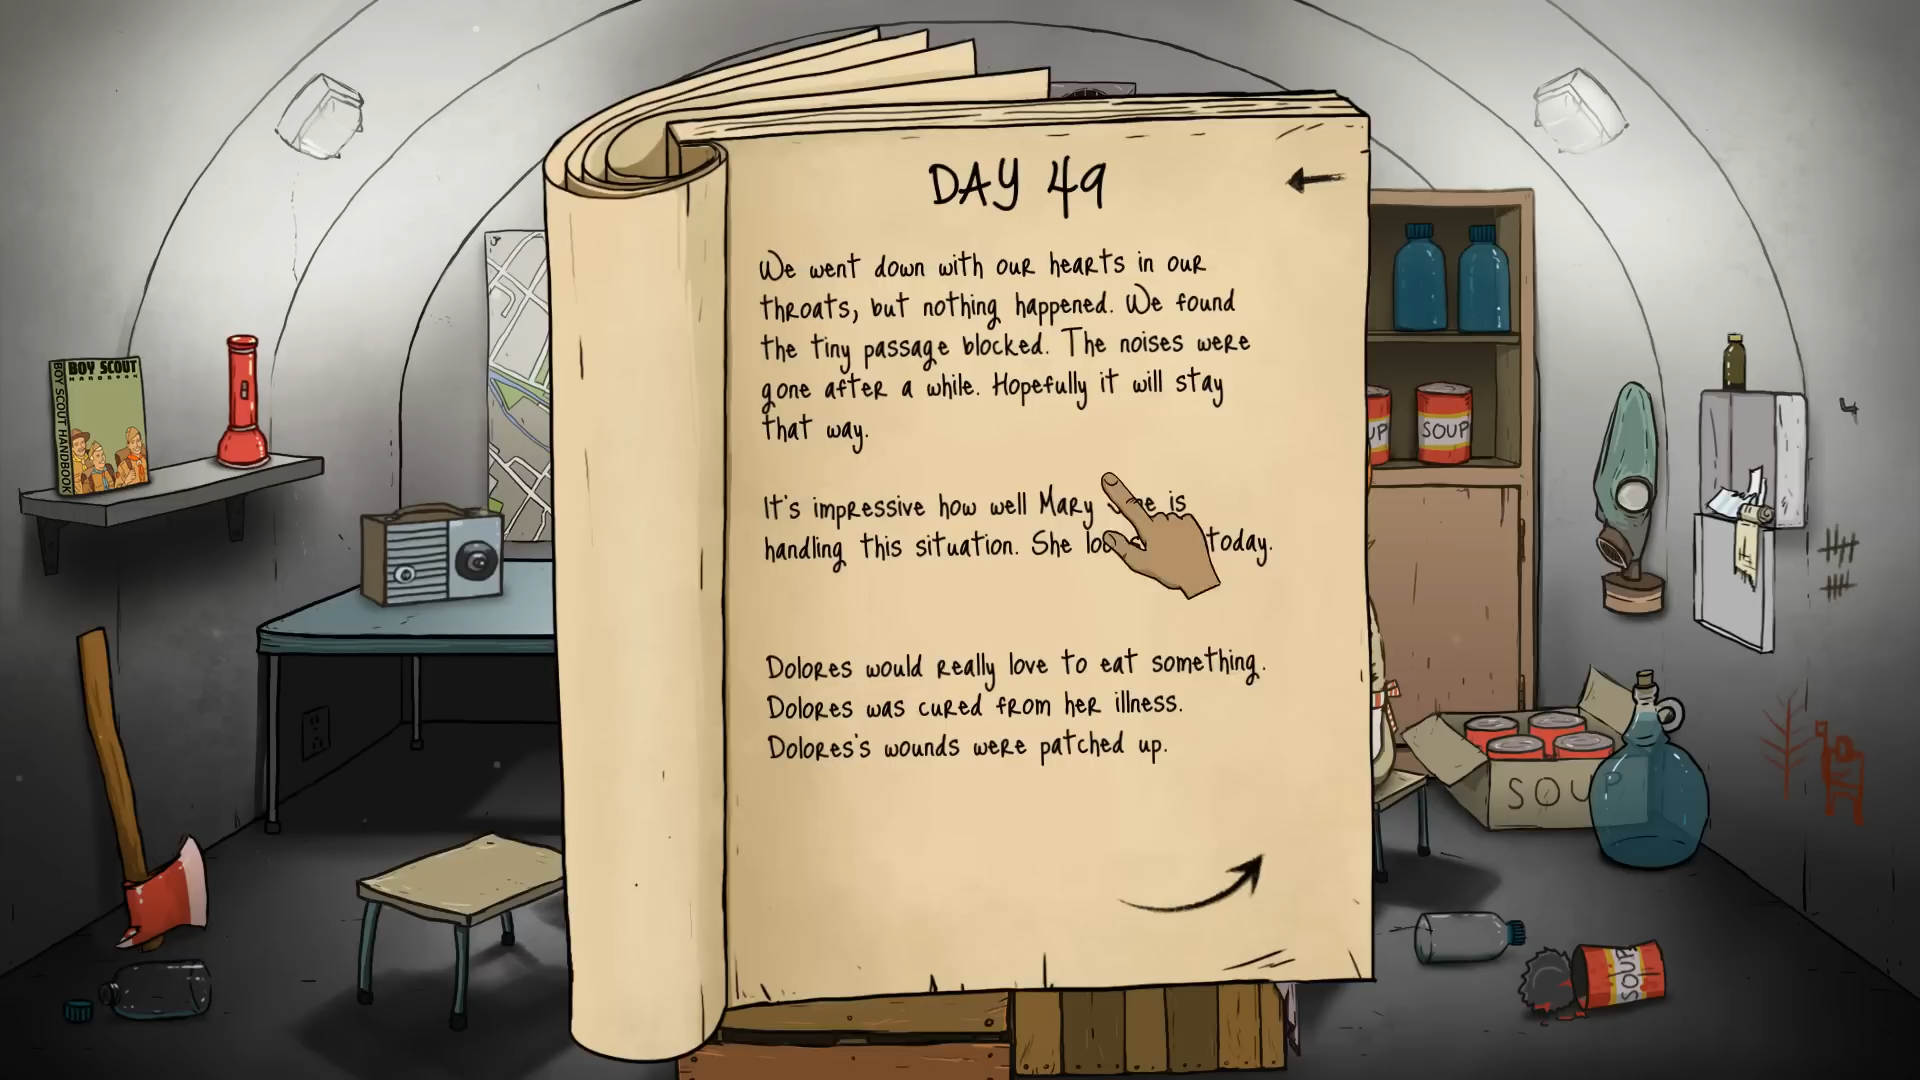 DAY 49
We went down with our hearts in our
throats, but nothing happened. We found
the tiny passage blocked. The noises were
gone after a while. Hopefully it will stay
that way.
It's impressive how well Mary is
handling this situation. She today.
Dolores would really love to eat something.
Dolores was cured from her illness.
Dolores's wounds were patched up.
BOY SCOUT
HANDBOOK
BOY SCOUT HANDBOOK
SOUP
SOUP